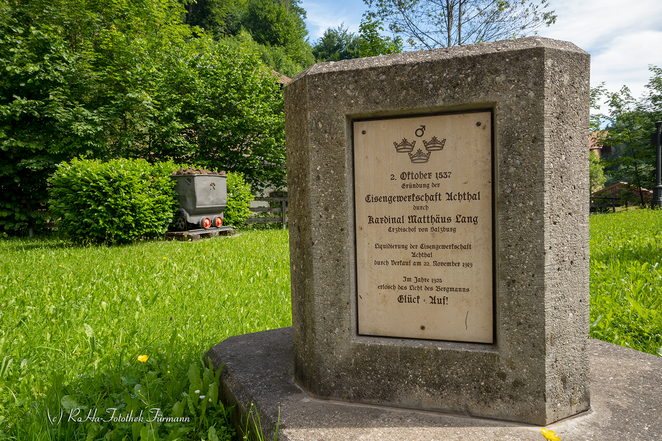 2. Oktober 1537
Gründung der
Eisengewerkschaft Achthal
durch
Kardinal Matthäus Lang
Erzbischof von Salzburg
Liquidierung der Eisengewerkschaft
Achthal
durch Verkauf am 22. November 1919
Im Jahre 1925
erlosch das Licht des Bergmanns
Glück - Auf!
(c) RaHa-Fotothek Fürmann